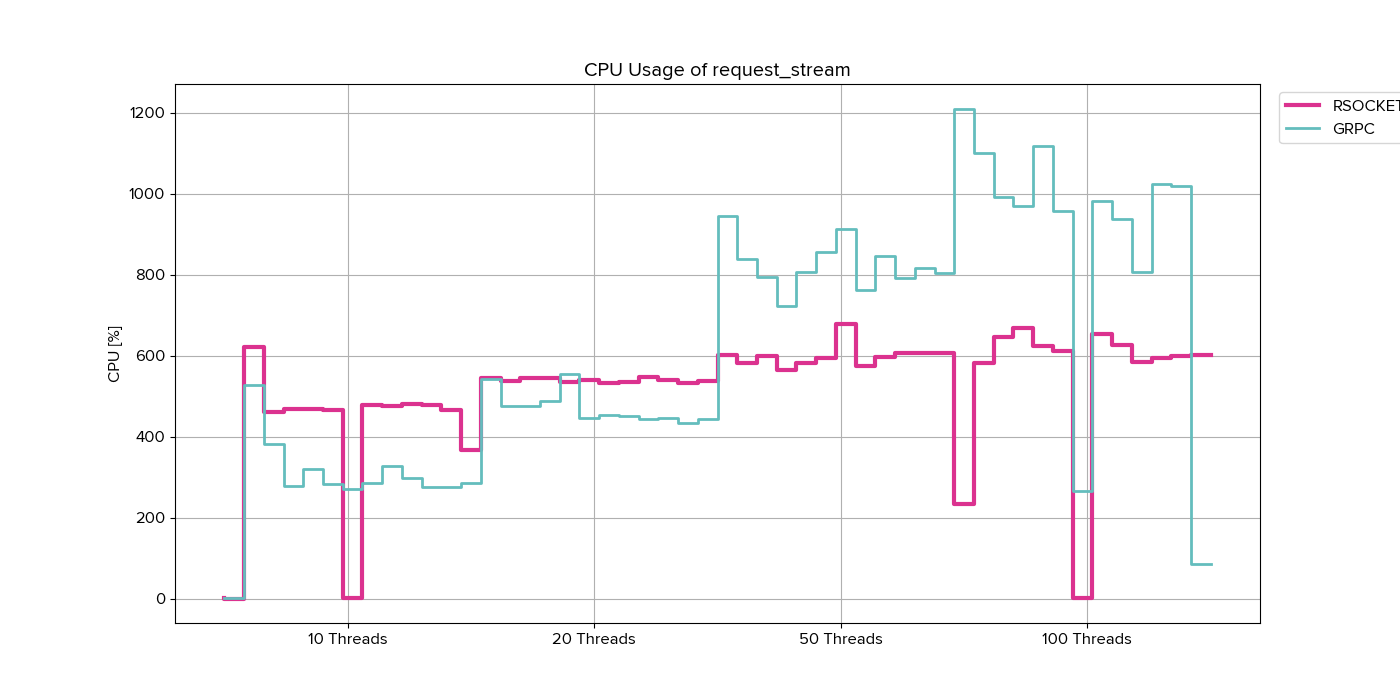 CPU Usage of request_stream
RSOCKET
GRPC
1200
1000
800
600
400
200
0
CPU [%]
10 Threads
20 Threads
50 Threads
100 Threads